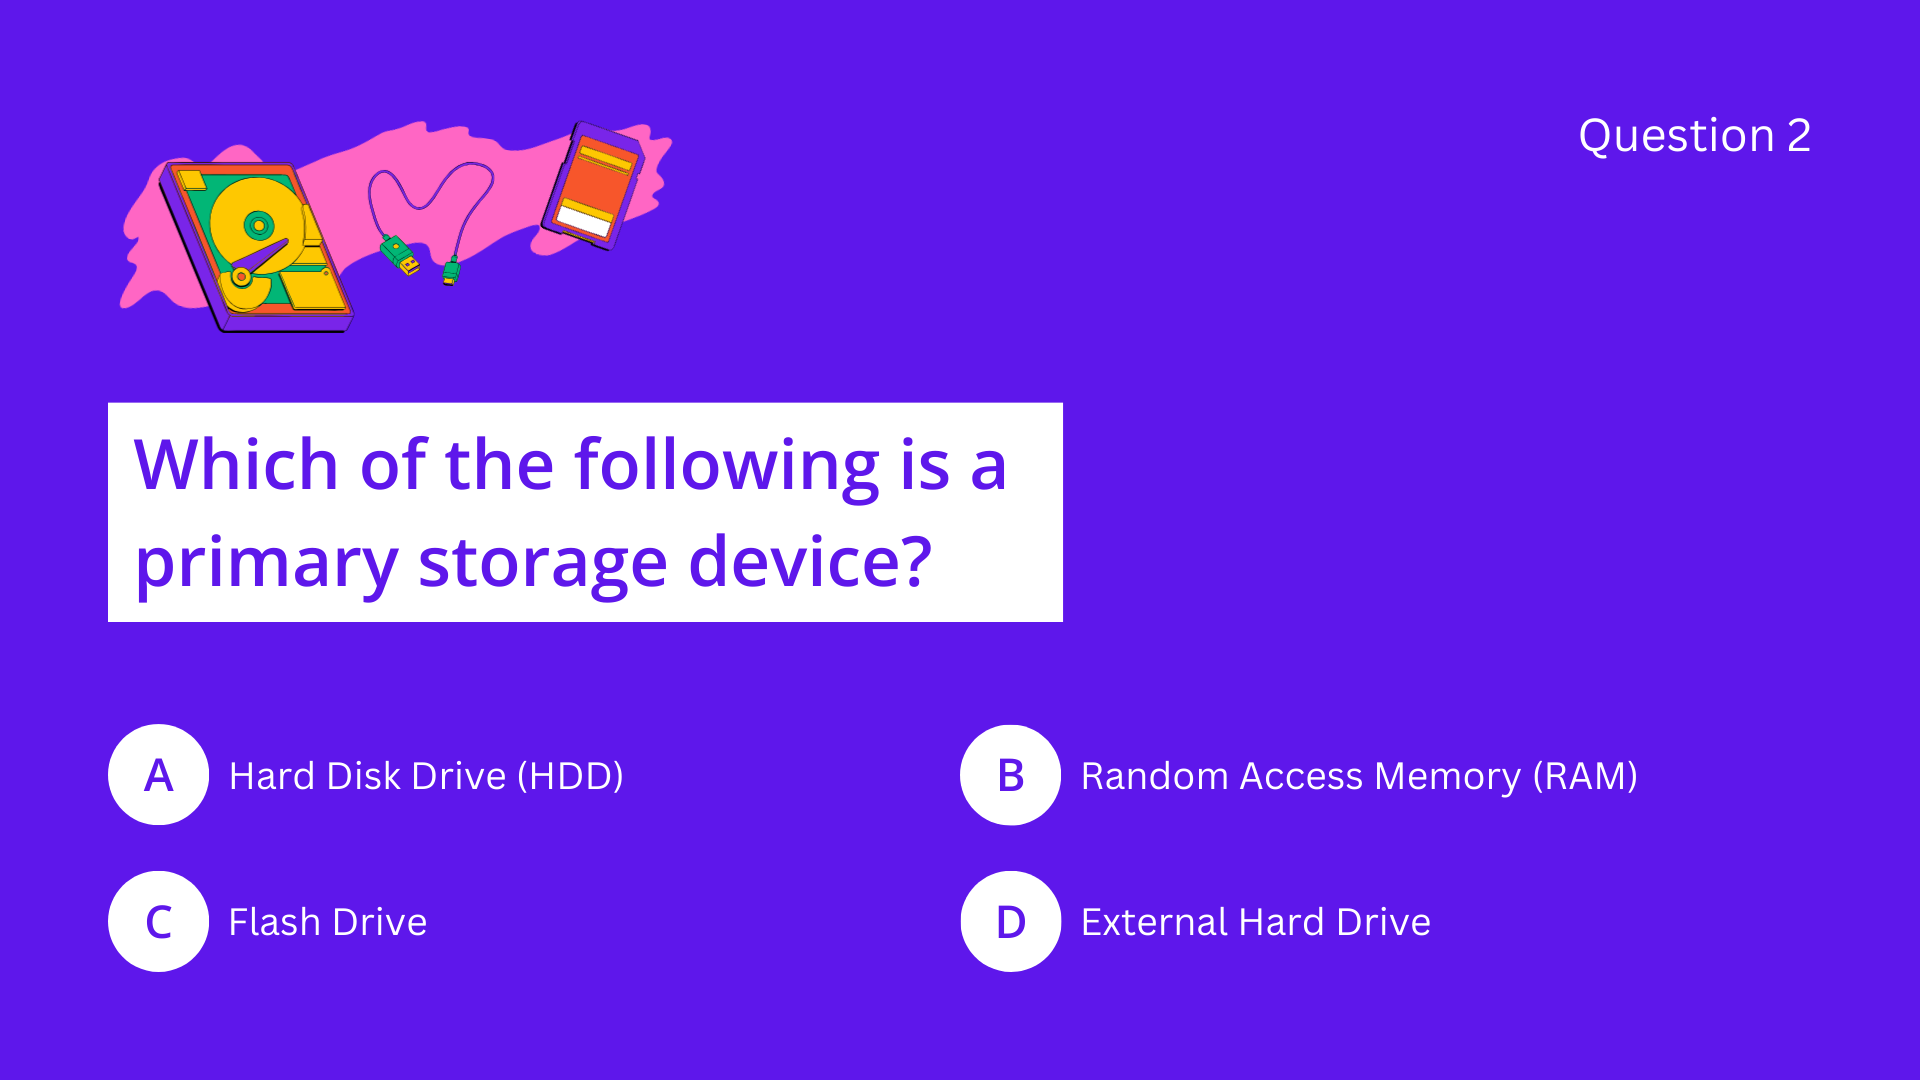 Question 2
Which of the following is a
primary storage device?
A Hard Disk Drive (HDD)
B Random Access Memory (RAM)
C Flash Drive
D External Hard Drive